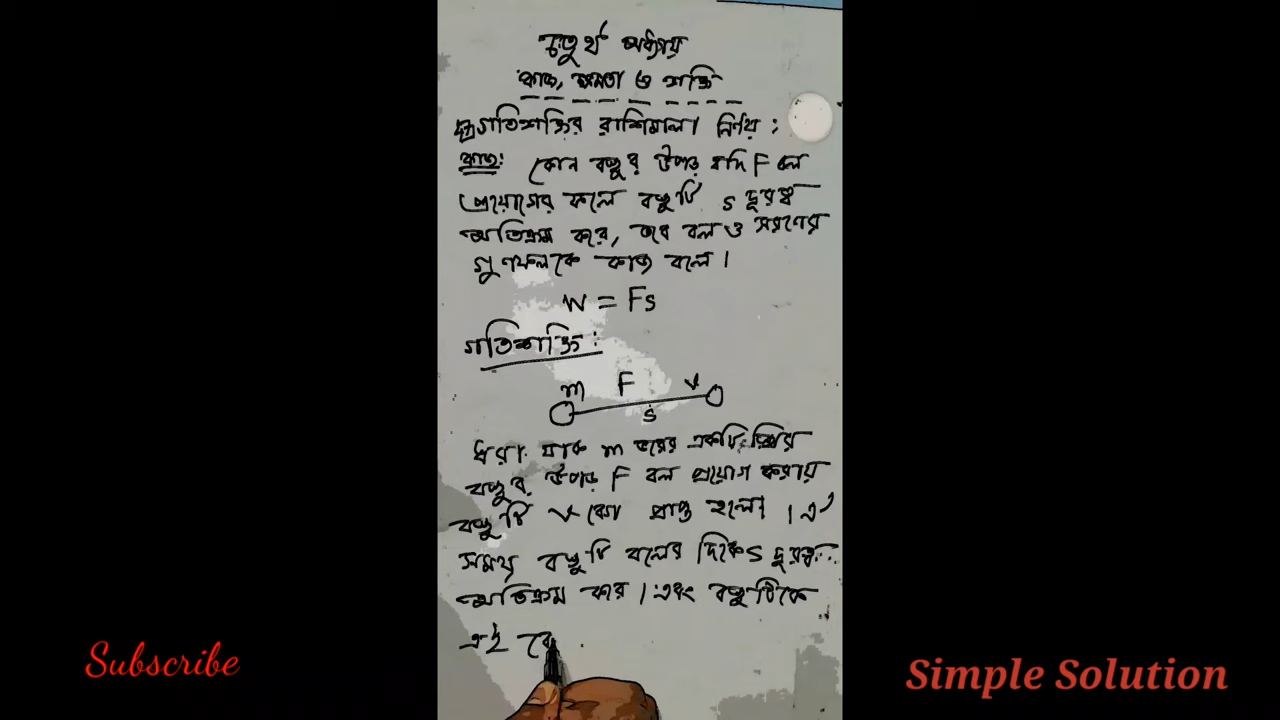 চতুর্থ অধ্যায়
কাজ, ক্ষমতা ও শক্তি
গতিশক্তির রাশিমালা নির্ণয় :
কাজ: কোন বস্তুর উপর যদি F বল
প্রয়োগের ফলে বস্তুটি s দূরত্ব
অতিক্রম করে, তবে বল ও সরণের
গুণফলকে কাজ বলে।
W = Fs
গতিশক্তি:
m F v
s
ধরা যাক m ভরের একটি স্থির
বস্তুর উপর F বল প্রয়োগ করায়
বস্তুটি v বেগ প্রাপ্ত হলো। এ
সময় বস্তুটি বলের দিকে s দূরত্ব
অতিক্রম করে। এবং বস্তুটিকে
এই বে
Subscribe
Simple Solution